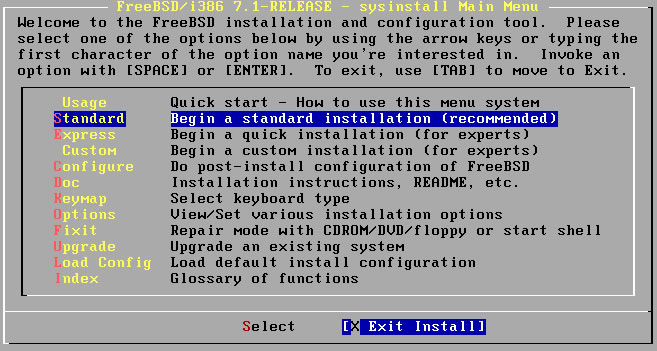 FreeBSD/i386 7.1-RELEASE - sysinstall Main Menu
Welcome to the FreeBSD installation and configuration tool.  Please
select one of the options below by using the arrow keys or typing the
first character of the option name you're interested in.  Invoke an
option with [SPACE] or [ENTER].  To exit, use [TAB] to move to Exit.
Usage Quick start - How to use this menu system
Standard Begin a standard installation (recommended)
Express Begin a quick installation (for experts)
Custom Begin a custom installation (for experts)
Configure Do post-install configuration of FreeBSD
Doc Installation instructions, README, etc.
Keymap Select keyboard type
Options View/Set various installation options
Fixit Repair mode with CDROM/DVD/floppy or start shell
Upgrade Upgrade an existing system
Load Config Load default install configuration
Index Glossary of functions
Select [X Exit Install]